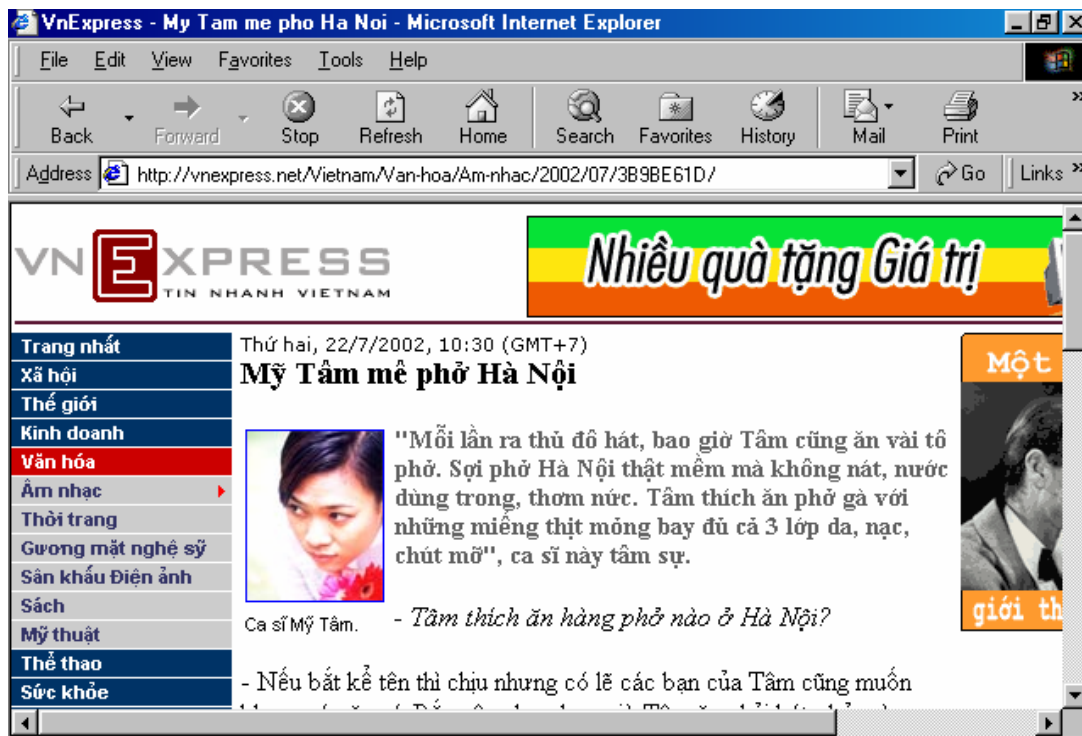 VnExpress - My Tam me pho Ha Noi - Microsoft Internet Explorer
File Edit View Favorites Tools Help
Back Forward Stop Refresh Home Search Favorites History Mail Print
Address http://vnexpress.net/Vietnam/Van-hoa/Am-nhac/2002/07/3B9BE61D/ Go Links
VNEXPRESS
TIN NHANH VIETNAM
Nhiều quà tặng Giá trị
Trang nhất
Xã hội
Thế giới
Kinh doanh
Văn hóa
Âm nhạc
Thời trang
Gương mặt nghệ sỹ
Sân khấu Điện ảnh
Sách
Mỹ thuật
Thể thao
Sức khỏe
Thứ hai, 22/7/2002, 10:30 (GMT+7)
Mỹ Tâm mê phở Hà Nội
"Mỗi lần ra thủ đô hát, bao giờ Tâm cũng ăn vài tô
phở. Sợi phở Hà Nội thật mềm mà không nát, nước
dùng trong, thơm nức. Tâm thích ăn phở gà với
những miếng thịt mỏng bay đủ cả 3 lớp da, nạc,
chút mỡ", ca sĩ này tâm sự.
Ca sĩ Mỹ Tâm.
- Tâm thích ăn hàng phở nào ở Hà Nội?
- Nếu bắt kể tên thì chịu nhưng có lẽ các bạn của Tâm cũng muốn
Một
giới th